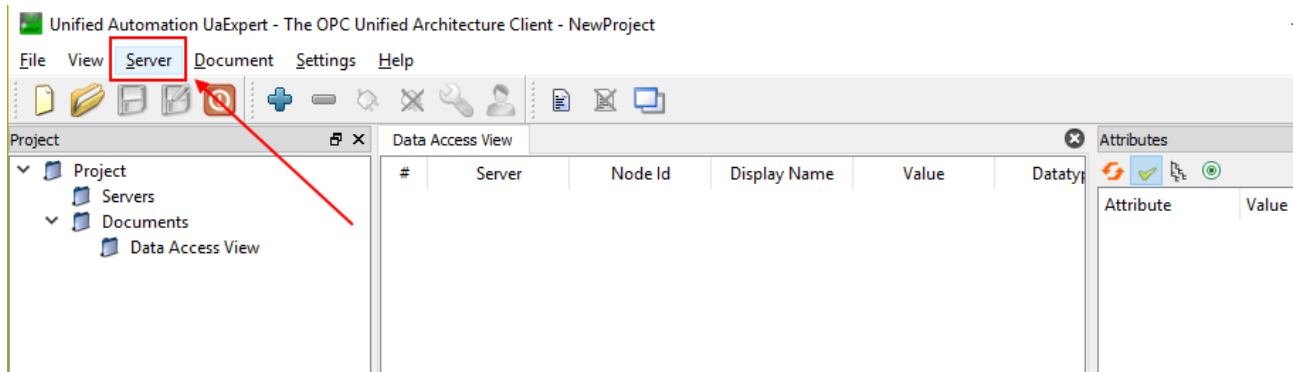 Unified Automation UaExpert - The OPC Unified Architecture Client - NewProject
File View Server Document Settings Help
Project
Data Access View
Attributes
Project
Servers
Documents
Data Access View
# Server Node Id Display Name Value Datatyp
Attribute Value